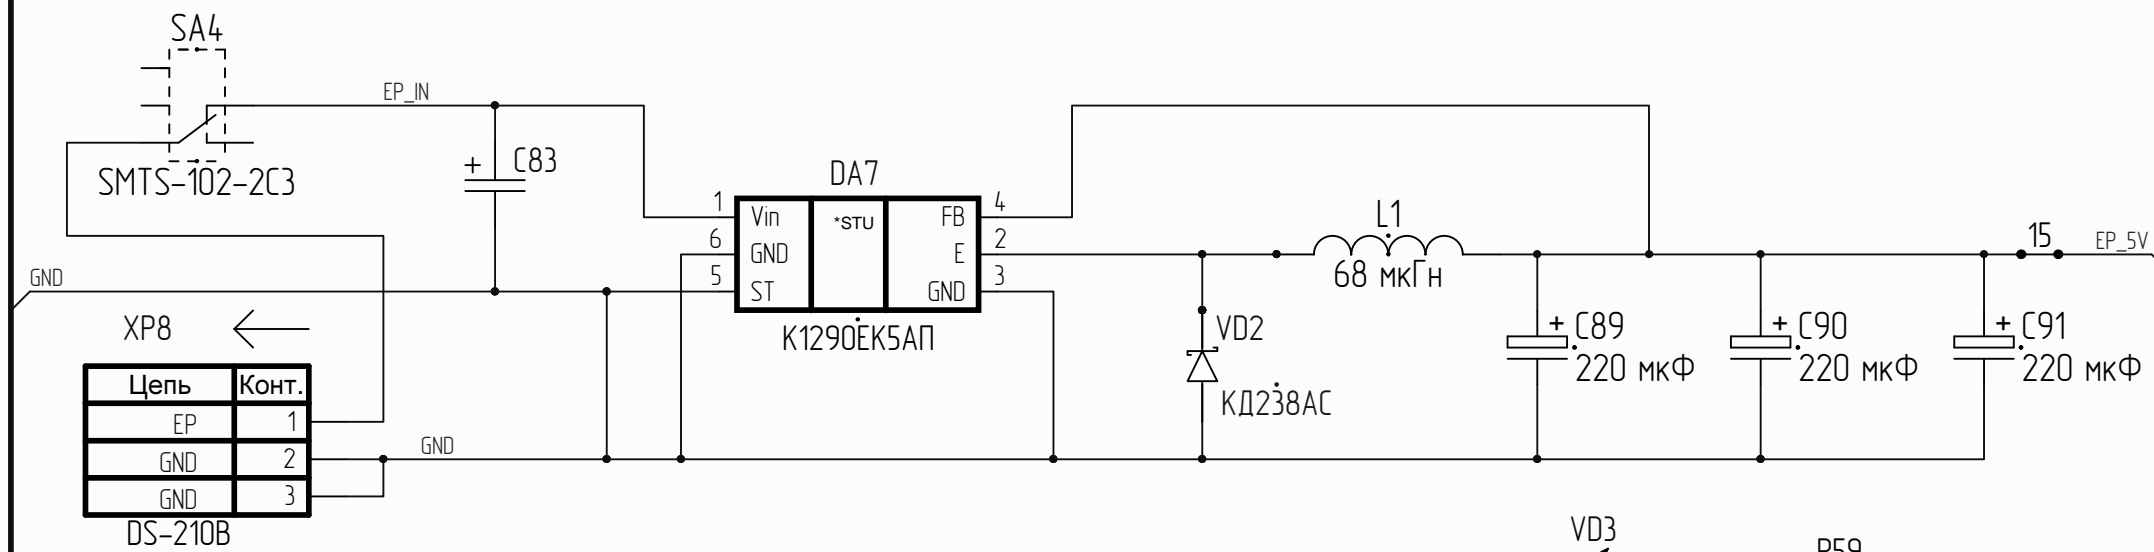 SA4
EP_IN
SMTS-102-2C3
+ C83
DA7
1 Vin *STU FB 4
6 GND E 2
5 ST GND 3
К1290ЕК5АП
GND
L1
68 мкГн
15
EP_5V
XP8
Цепь Конт.
EP 1
GND 2
GND 3
DS-210B
GND
VD2
КД238АС
+ C89
220 мкФ
+ C90
220 мкФ
+ C91
220 мкФ
VD3